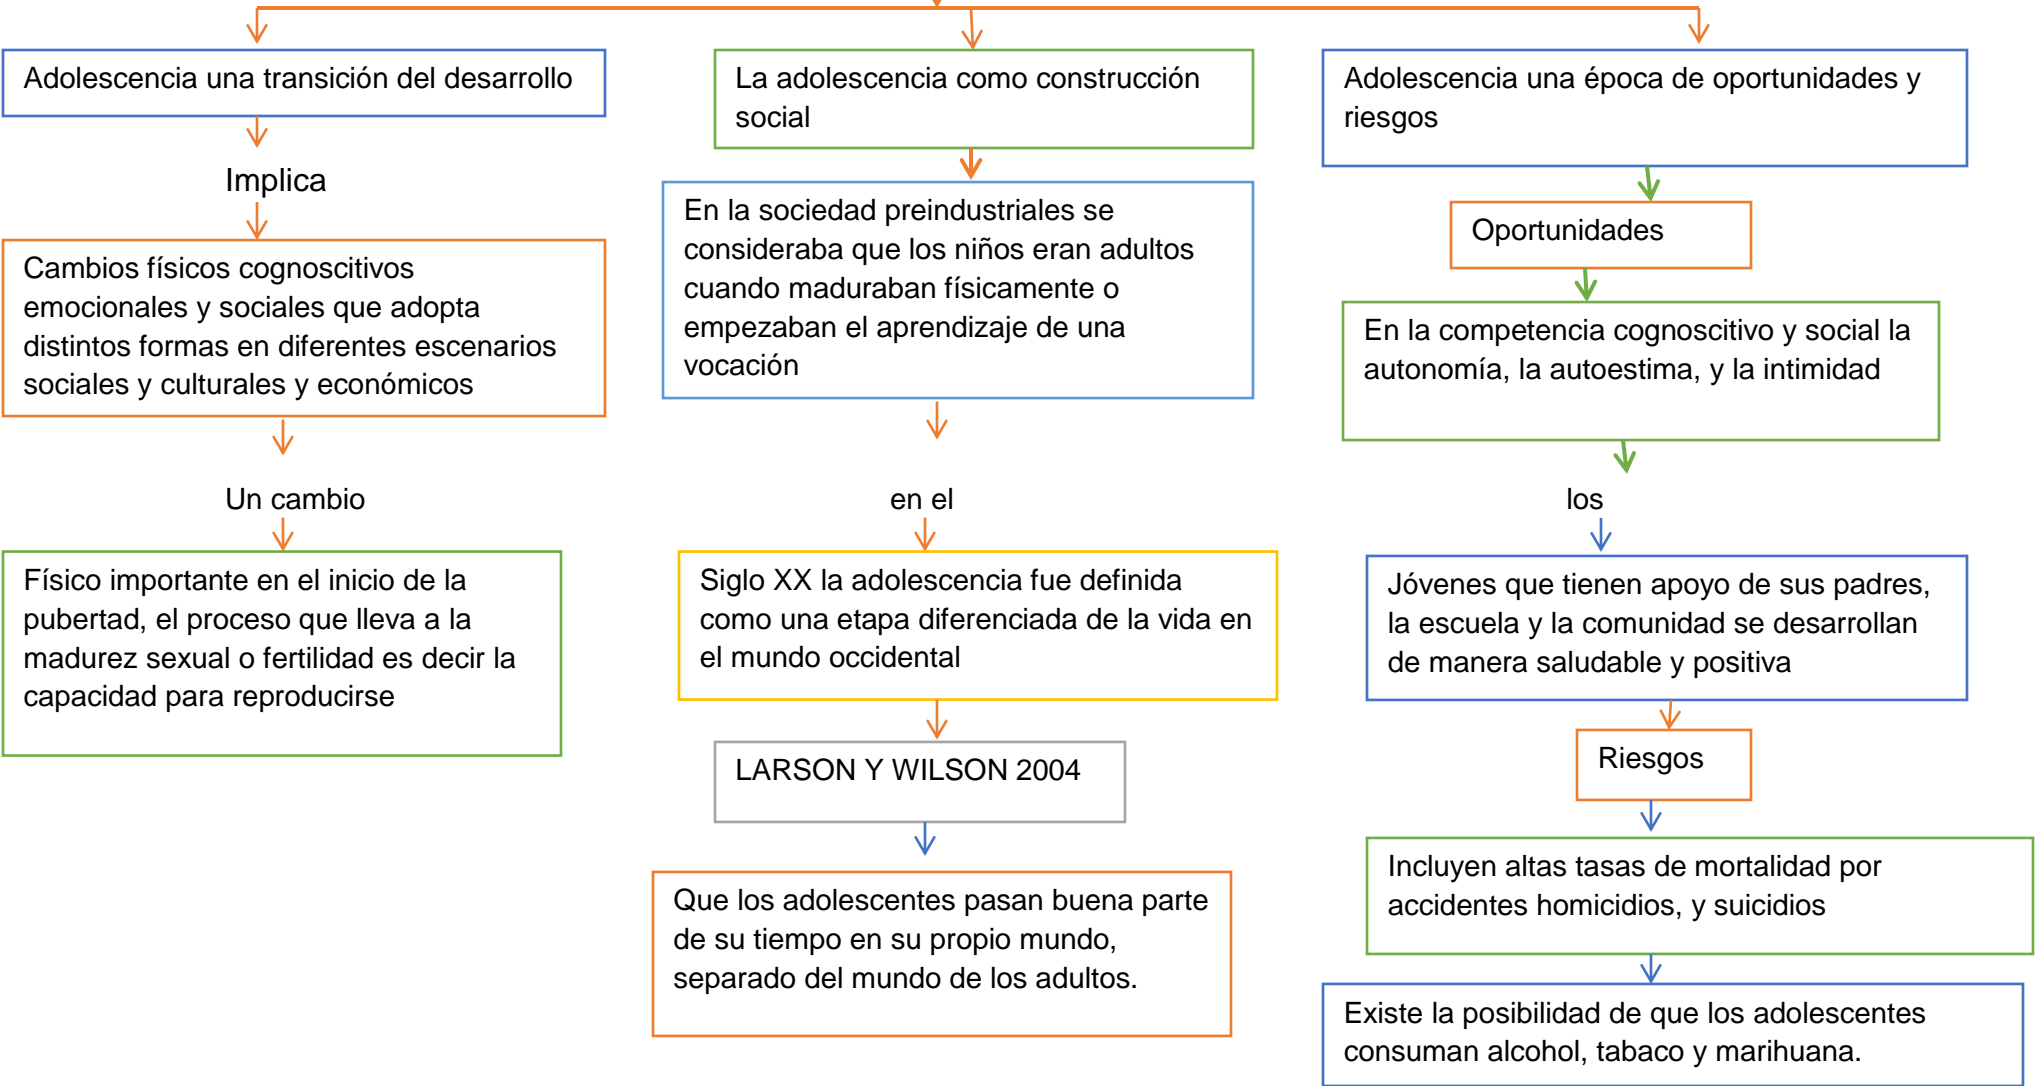 Adolescencia una transición del desarrollo
Implica
Cambios físicos cognoscitivos
emocionales y sociales que adopta
distintos formas en diferentes escenarios
sociales y culturales y económicos
Un cambio
Físico importante en el inicio de la
pubertad, el proceso que lleva a la
madurez sexual o fertilidad es decir la
capacidad para reproducirse
La adolescencia como construcción
social
En la sociedad preindustriales se
consideraba que los niños eran adultos
cuando maduraban físicamente o
empezaban el aprendizaje de una
vocación
en el
Siglo XX la adolescencia fue definida
como una etapa diferenciada de la vida en
el mundo occidental
LARSON Y WILSON 2004
Que los adolescentes pasan buena parte
de su tiempo en su propio mundo,
separado del mundo de los adultos.
Adolescencia una época de oportunidades y
riesgos
Oportunidades
En la competencia cognoscitivo y social la
autonomía, la autoestima, y la intimidad
los
Jóvenes que tienen apoyo de sus padres,
la escuela y la comunidad se desarrollan
de manera saludable y positiva
Riesgos
Incluyen altas tasas de mortalidad por
accidentes homicidios, y suicidios
Existe la posibilidad de que los adolescentes
consuman alcohol, tabaco y marihuana.